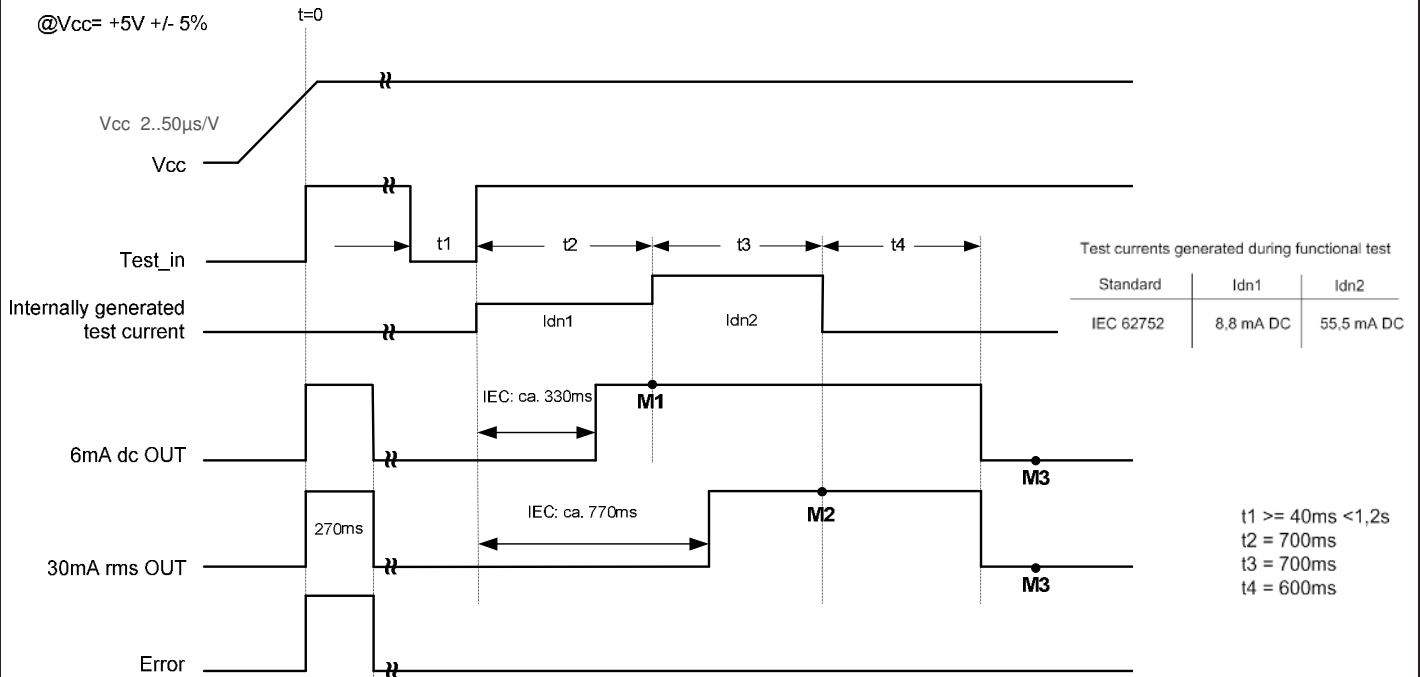 @Vcc= +5V +/- 5%
t=0
Vcc 2..50µs/V
Vcc
Test_in
t1
t2
t3
t4
Internally generated
test current
Idn1
Idn2
Test currents generated during functional test
Standard Idn1 Idn2
IEC 62752 8,8 mA DC 55,5 mA DC
IEC: ca. 330ms
M1
6mA dc OUT
M3
IEC: ca. 770ms
M2
270ms
30mA rms OUT
M3
t1 >= 40ms <1,2s
t2 = 700ms
t3 = 700ms
t4 = 600ms
Error